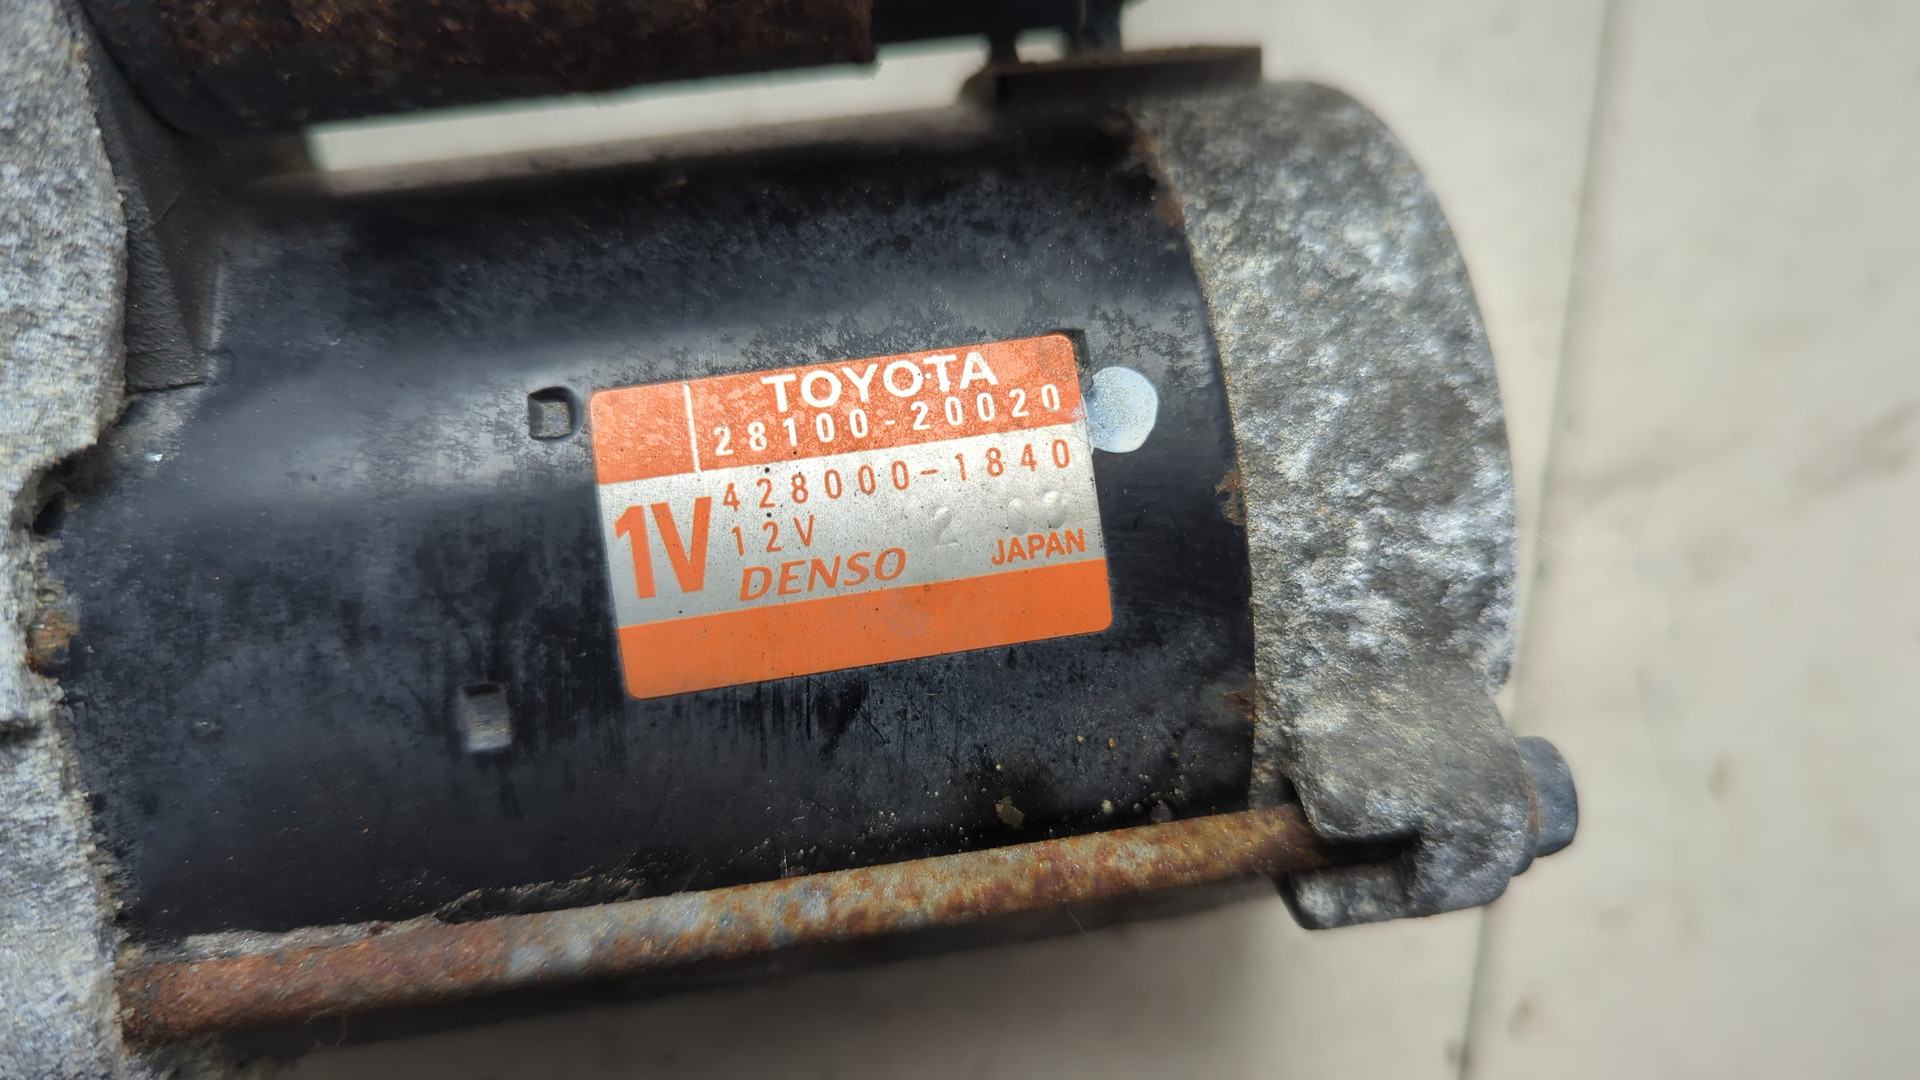 TOYOTA
28100-20020
428000-1840
1V
12V
DENSO
JAPAN